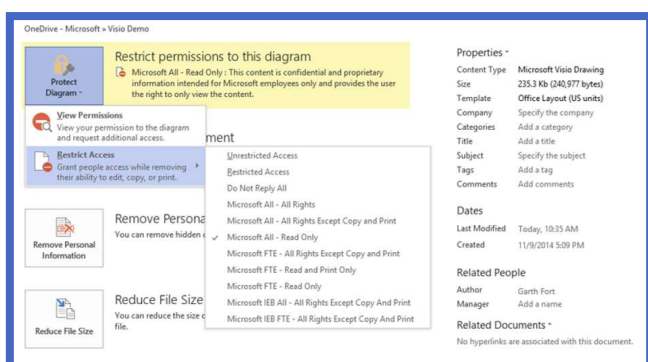 OneDrive - Microsoft » Visio Demo
Protect
Diagram
Restrict permissions to this diagram
Microsoft All - Read Only : This content is confidential and proprietary
information intended for Microsoft employees only and provides the user
the right to only view the content.
View Permissions
View your permission to the diagram
and request additional access.
Restrict Access
Grant people access while removing
their ability to edit, copy, or print.
ment
Unrestricted Access
Restricted Access
Do Not Reply All
Microsoft All - All Rights
Microsoft All - All Rights Except Copy and Print
Microsoft All - Read Only
Microsoft FTE - All Rights Except Copy and Print
Microsoft FTE - Read and Print Only
Microsoft FTE - Read Only
Microsoft IEB All - All Rights Except Copy And Print
Microsoft IEB FTE - All Rights Except Copy And Print
Remove Personal
Information
Remove Persona
You can remove hidden
Reduce File Size
Reduce File Size
You can reduce the size
file.
Properties
Content Type Microsoft Visio Drawing
Size 235.3 Kb (240,977 bytes)
Template Office Layout (US units)
Company Specify the company
Categories Add a category
Title Add a title
Subject Specify the subject
Tags Add a tag
Comments Add comments
Dates
Last Modified Today, 10:35 AM
Created 11/9/2014 5:09 PM
Related People
Author Garth Fort
Manager Add a name
Related Documents
No hyperlinks are associated with this document.